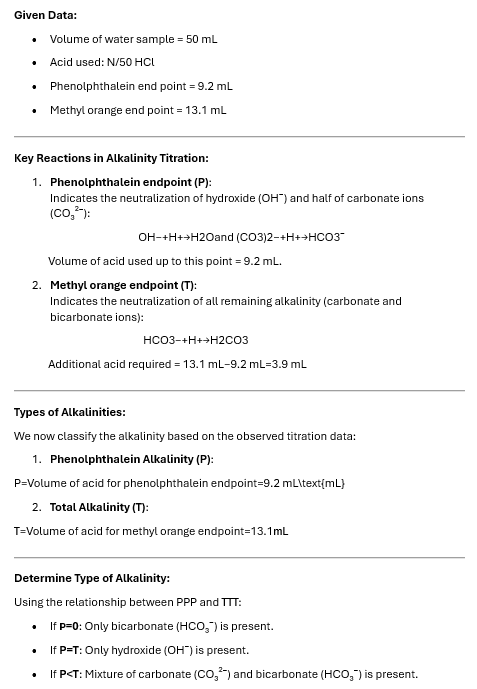 Given Data:
• Volume of water sample = 50 mL
• Acid used: N/50 HCl
• Phenolphthalein end point = 9.2 mL
• Methyl orange end point = 13.1 mL
Key Reactions in Alkalinity Titration:
1. Phenolphthalein endpoint (P):
Indicates the neutralization of hydroxide (OH⁻) and half of carbonate ions
(CO₃²⁻):
OH−+H+→H2Oand (CO3)2−+H+→HCO3⁻
Volume of acid used up to this point = 9.2 mL.
2. Methyl orange endpoint (T):
Indicates the neutralization of all remaining alkalinity (carbonate and
bicarbonate ions):
HCO3−+H+→H2CO3
Additional acid required = 13.1 mL−9.2 mL=3.9 mL
Types of Alkalinities:
We now classify the alkalinity based on the observed titration data:
1. Phenolphthalein Alkalinity (P):
P=Volume of acid for phenolphthalein endpoint=9.2 mL\text{mL}
2. Total Alkalinity (T):
T=Volume of acid for methyl orange endpoint=13.1mL
Determine Type of Alkalinity:
Using the relationship between PPP and TTT:
• If P=0: Only bicarbonate (HCO₃⁻) is present.
• If P=T: Only hydroxide (OH⁻) is present.
• If P<T: Mixture of carbonate (CO₃²⁻) and bicarbonate (HCO₃⁻) is present.